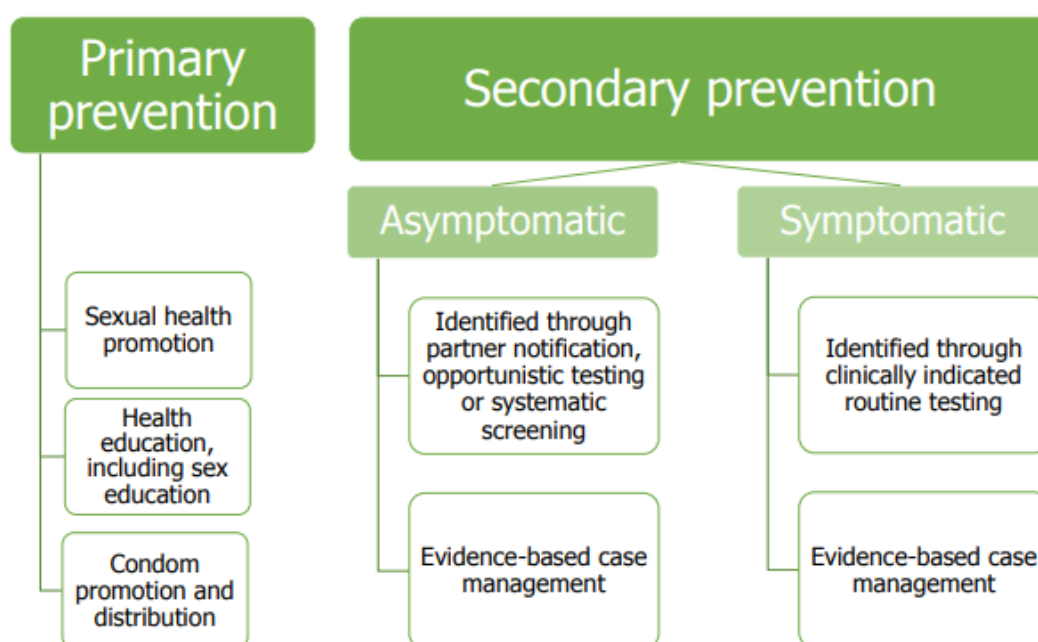 Primary
prevention
Sexual health
promotion
Health
education,
including sex
education
Condom
promotion and
distribution
Secondary prevention
Asymptomatic
Identified through
partner notification,
opportunistic testing
or systematic
screening
Evidence-based case
management
Symptomatic
Identified through
clinically indicated
routine testing
Evidence-based case
management